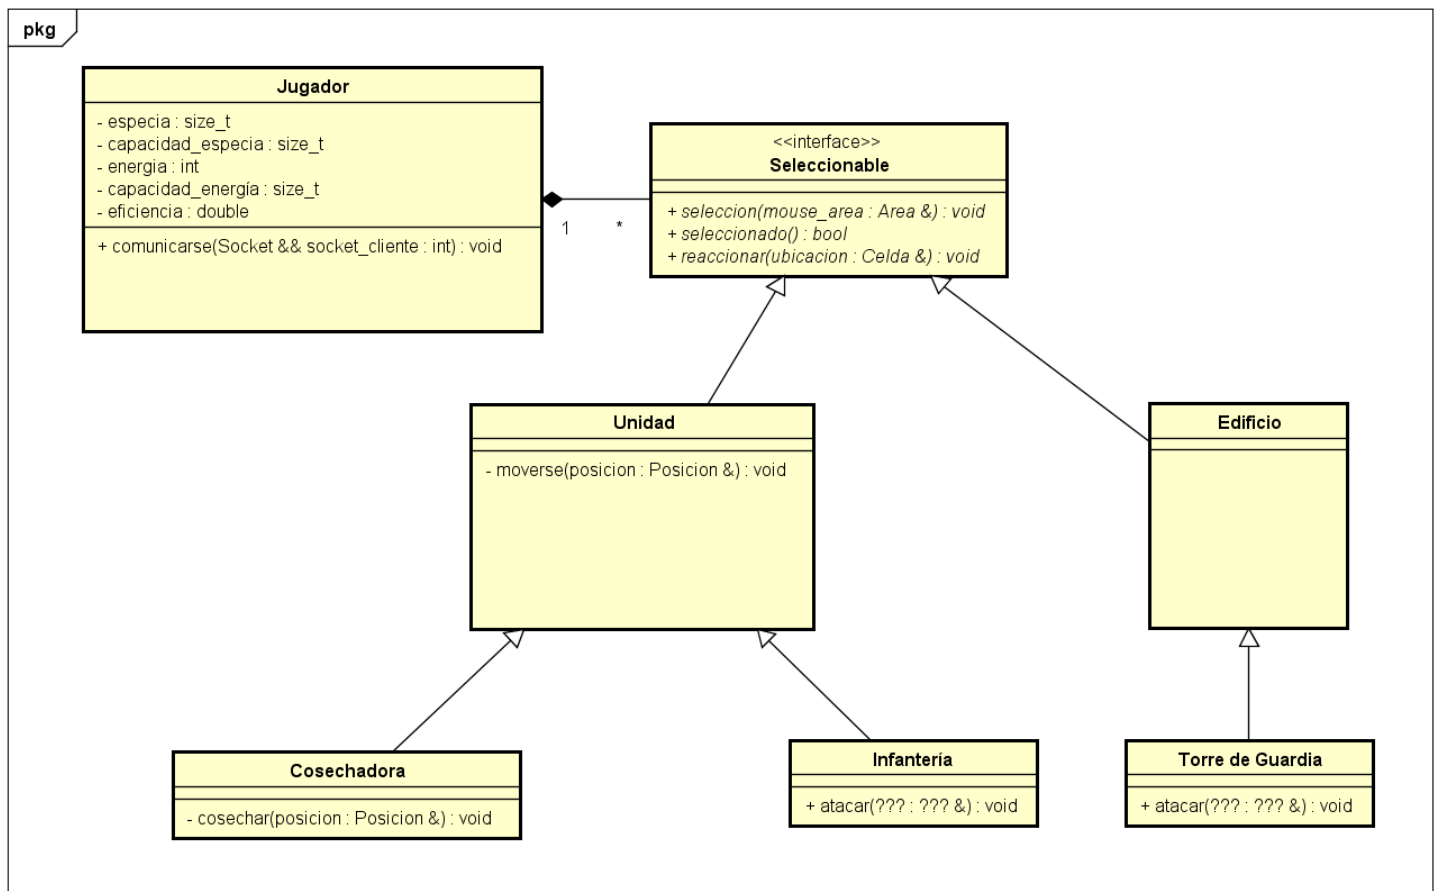 pkg
Jugador
- especia : size_t
- capacidad_especia : size_t
- energia : int
- capacidad_energía : size_t
- eficiencia : double
+ comunicarse(Socket && socket_cliente : int) : void
1
*
<<interface>>
Seleccionable
+ seleccion(mouse_area : Area &) : void
+ seleccionado() : bool
+ reaccionar(ubicacion : Celda &) : void
Unidad
- moverse(posicion : Posicion &) : void
Edificio
Cosechadora
- cosechar(posicion : Posicion &) : void
Infantería
+ atacar(??? : ??? &) : void
Torre de Guardia
+ atacar(??? : ??? &) : void